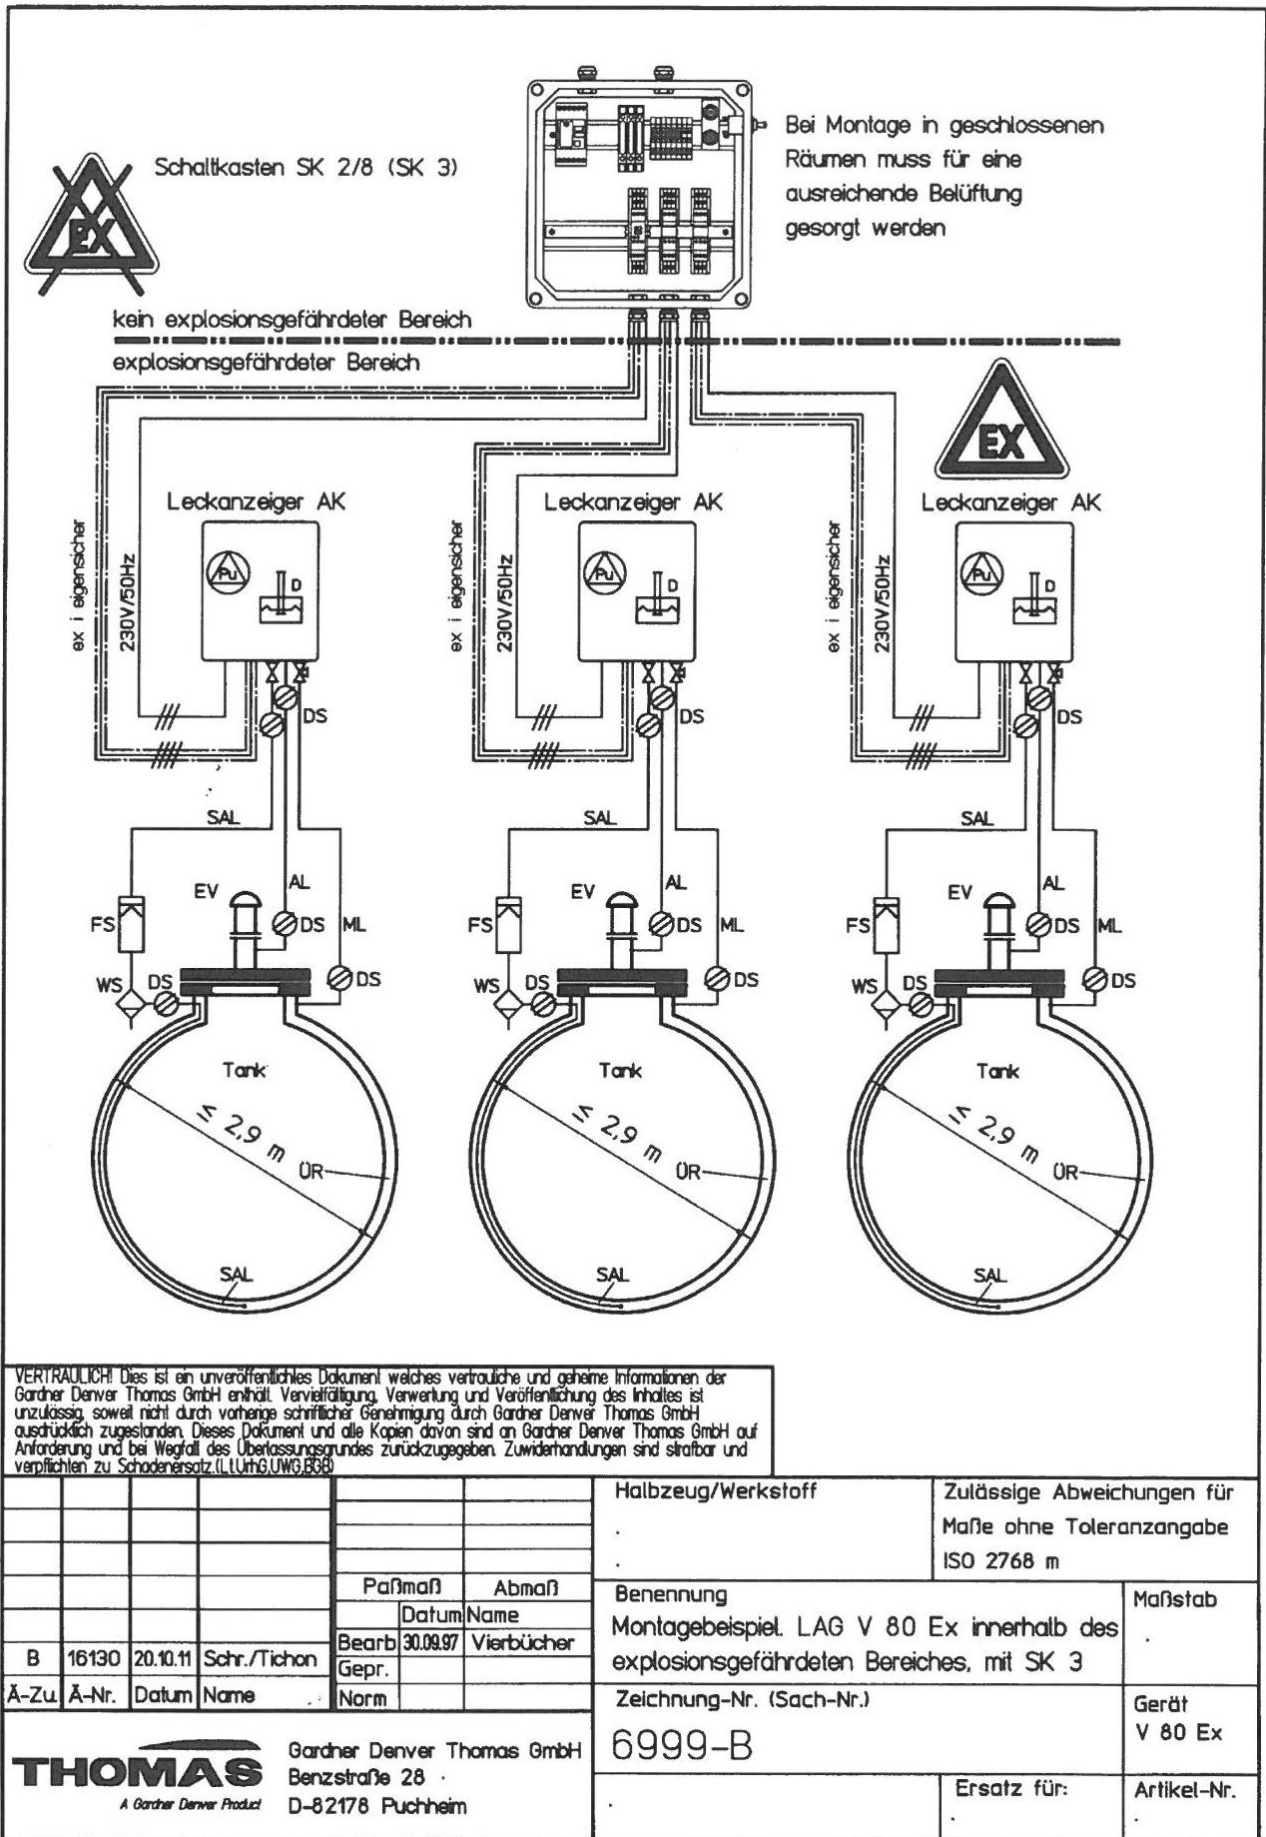 Schaltkasten SK 2/8 (SK 3)
Bei Montage in geschlossenen
Räumen muss für eine
ausreichende Belüftung
gesorgt werden
EX
kein explosionsgefährdeter Bereich
explosionsgefährdeter Bereich
EX
Leckanzeiger AK
Leckanzeiger AK
Leckanzeiger AK
ex i eigensicher
230V/50Hz
Pu
D
ex i eigensicher
230V/50Hz
Pu
D
ex i eigensicher
230V/50Hz
Pu
D
DS
DS
DS
SAL
SAL
SAL
EV
AL
EV
AL
EV
AL
FS
DS
ML
FS
DS
ML
FS
DS
ML
WS
DS
DS
WS
DS
DS
WS
DS
DS
Tank
Tank
Tank
≤ 2,9 m
≤ 2,9 m
≤ 2,9 m
ÜR
ÜR
ÜR
SAL
SAL
SAL
VERTRAULICH! Dies ist ein unveröffentlichtes Dokument welches vertrauliche und geheime Informationen der
Gardner Denver Thomas GmbH enthält. Vervielfältigung, Verwertung und Veröffentlichung des Inhaltes ist
unzulässig, soweit nicht durch vorherige schriftlicher Genehmigung durch Gardner Denver Thomas GmbH
ausdrücklich zugestanden. Dieses Dokument und alle Kopien davon sind an Gardner Denver Thomas GmbH auf
Anforderung und bei Wegfall des Überlassungsgrundes zurückzugegeben. Zuwiderhandlungen sind strafbar und
verpflichten zu Schadenersatz.(LitUrhG,UWG,BGB)
Halbzeug/Werkstoff
Zulässige Abweichungen für
Maße ohne Toleranzangabe
ISO 2768 m
Paßmaß Abmaß
Datum Name
Bearb 30.09.97 Vierbücher
Gepr.
Norm
B 16130 20.10.11 Schr./Tichon
Ä-Zu Ä-Nr. Datum Name
Benennung
Montagebeispiel. LAG V 80 Ex innerhalb des
explosionsgefährdeten Bereiches, mit SK 3
Maßstab
Zeichnung-Nr. (Sach-Nr.)
6999-B
Gerät
V 80 Ex
THOMAS
A Gardner Denver Product
Gardner Denver Thomas GmbH
Benzstraße 28
D-82178 Puchheim
Ersatz für:
Artikel-Nr.